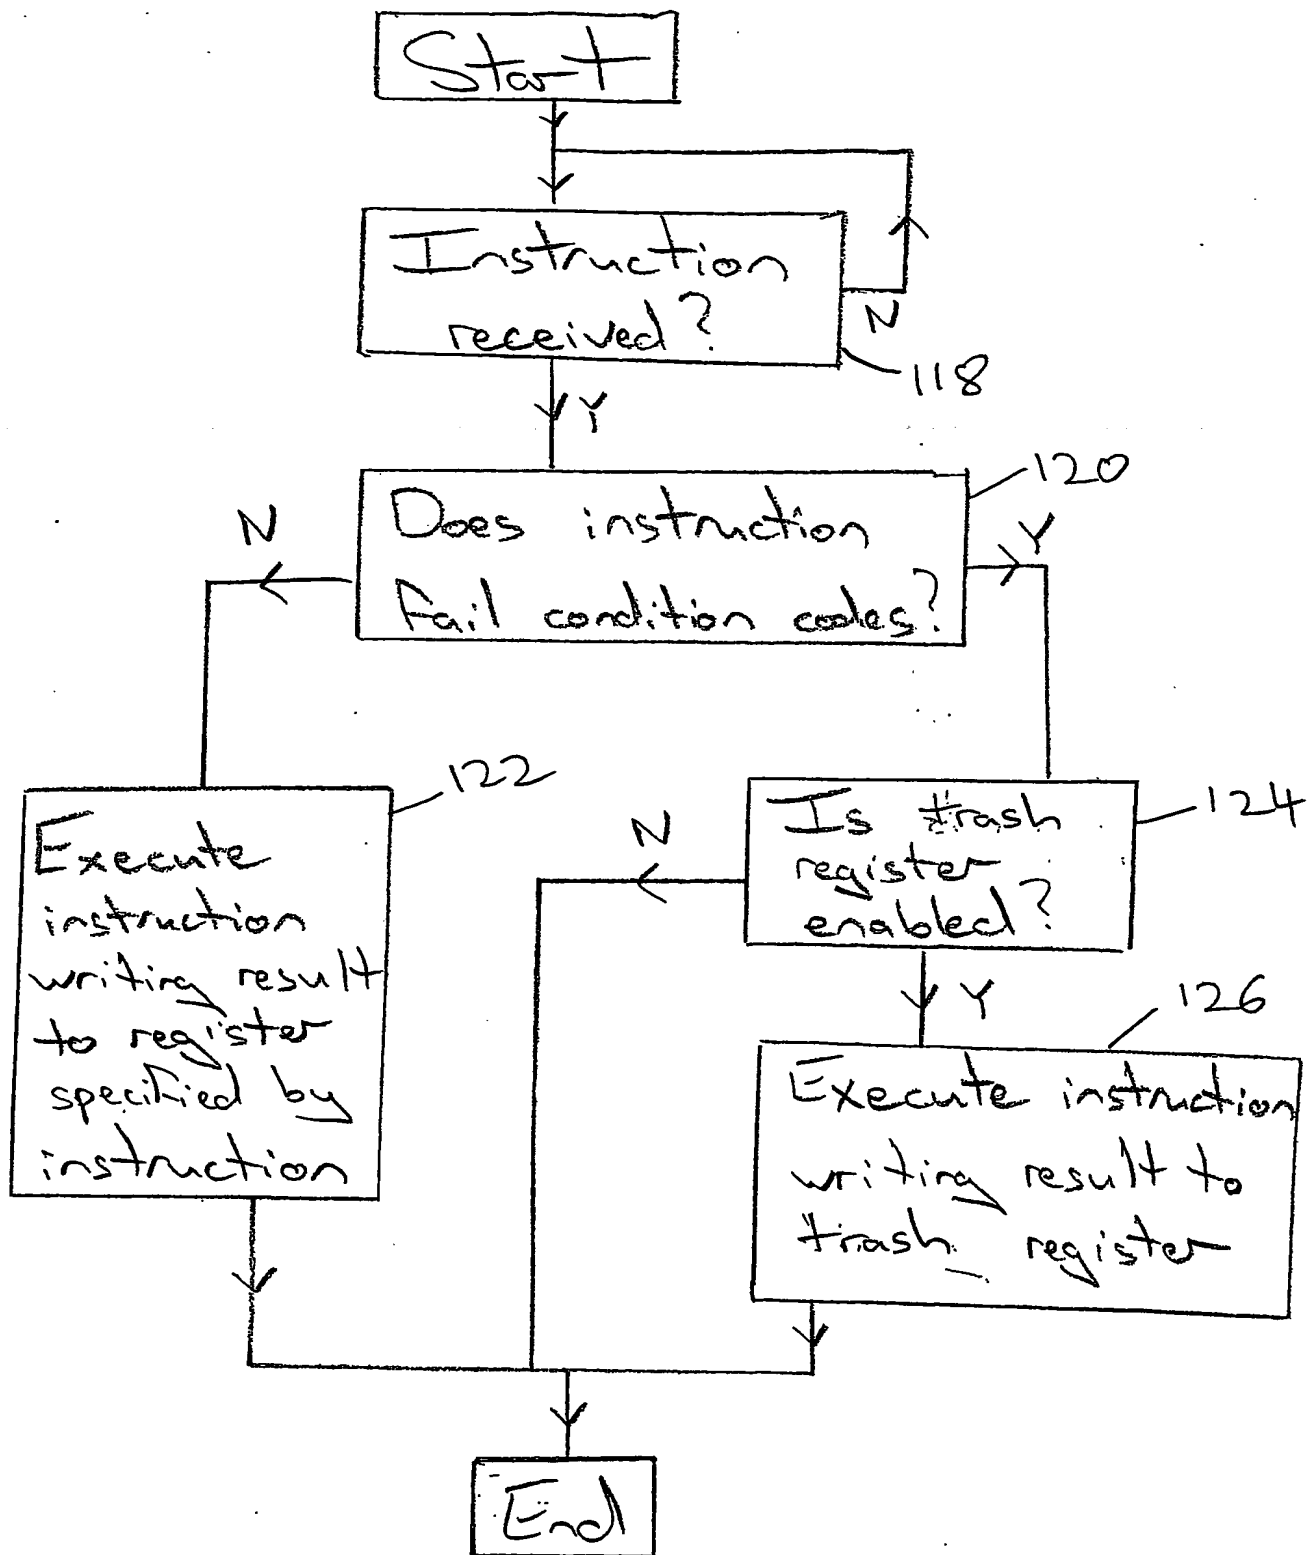 Start
Instruction
received?
N
118
Y
120
Does instruction
fail condition codes?
N
Y
122
Execute
instruction
writing result
to register
specified by
instruction
124
Is trash
register
enabled?
N
Y
126
Execute instruction
writing result to
trash register
End